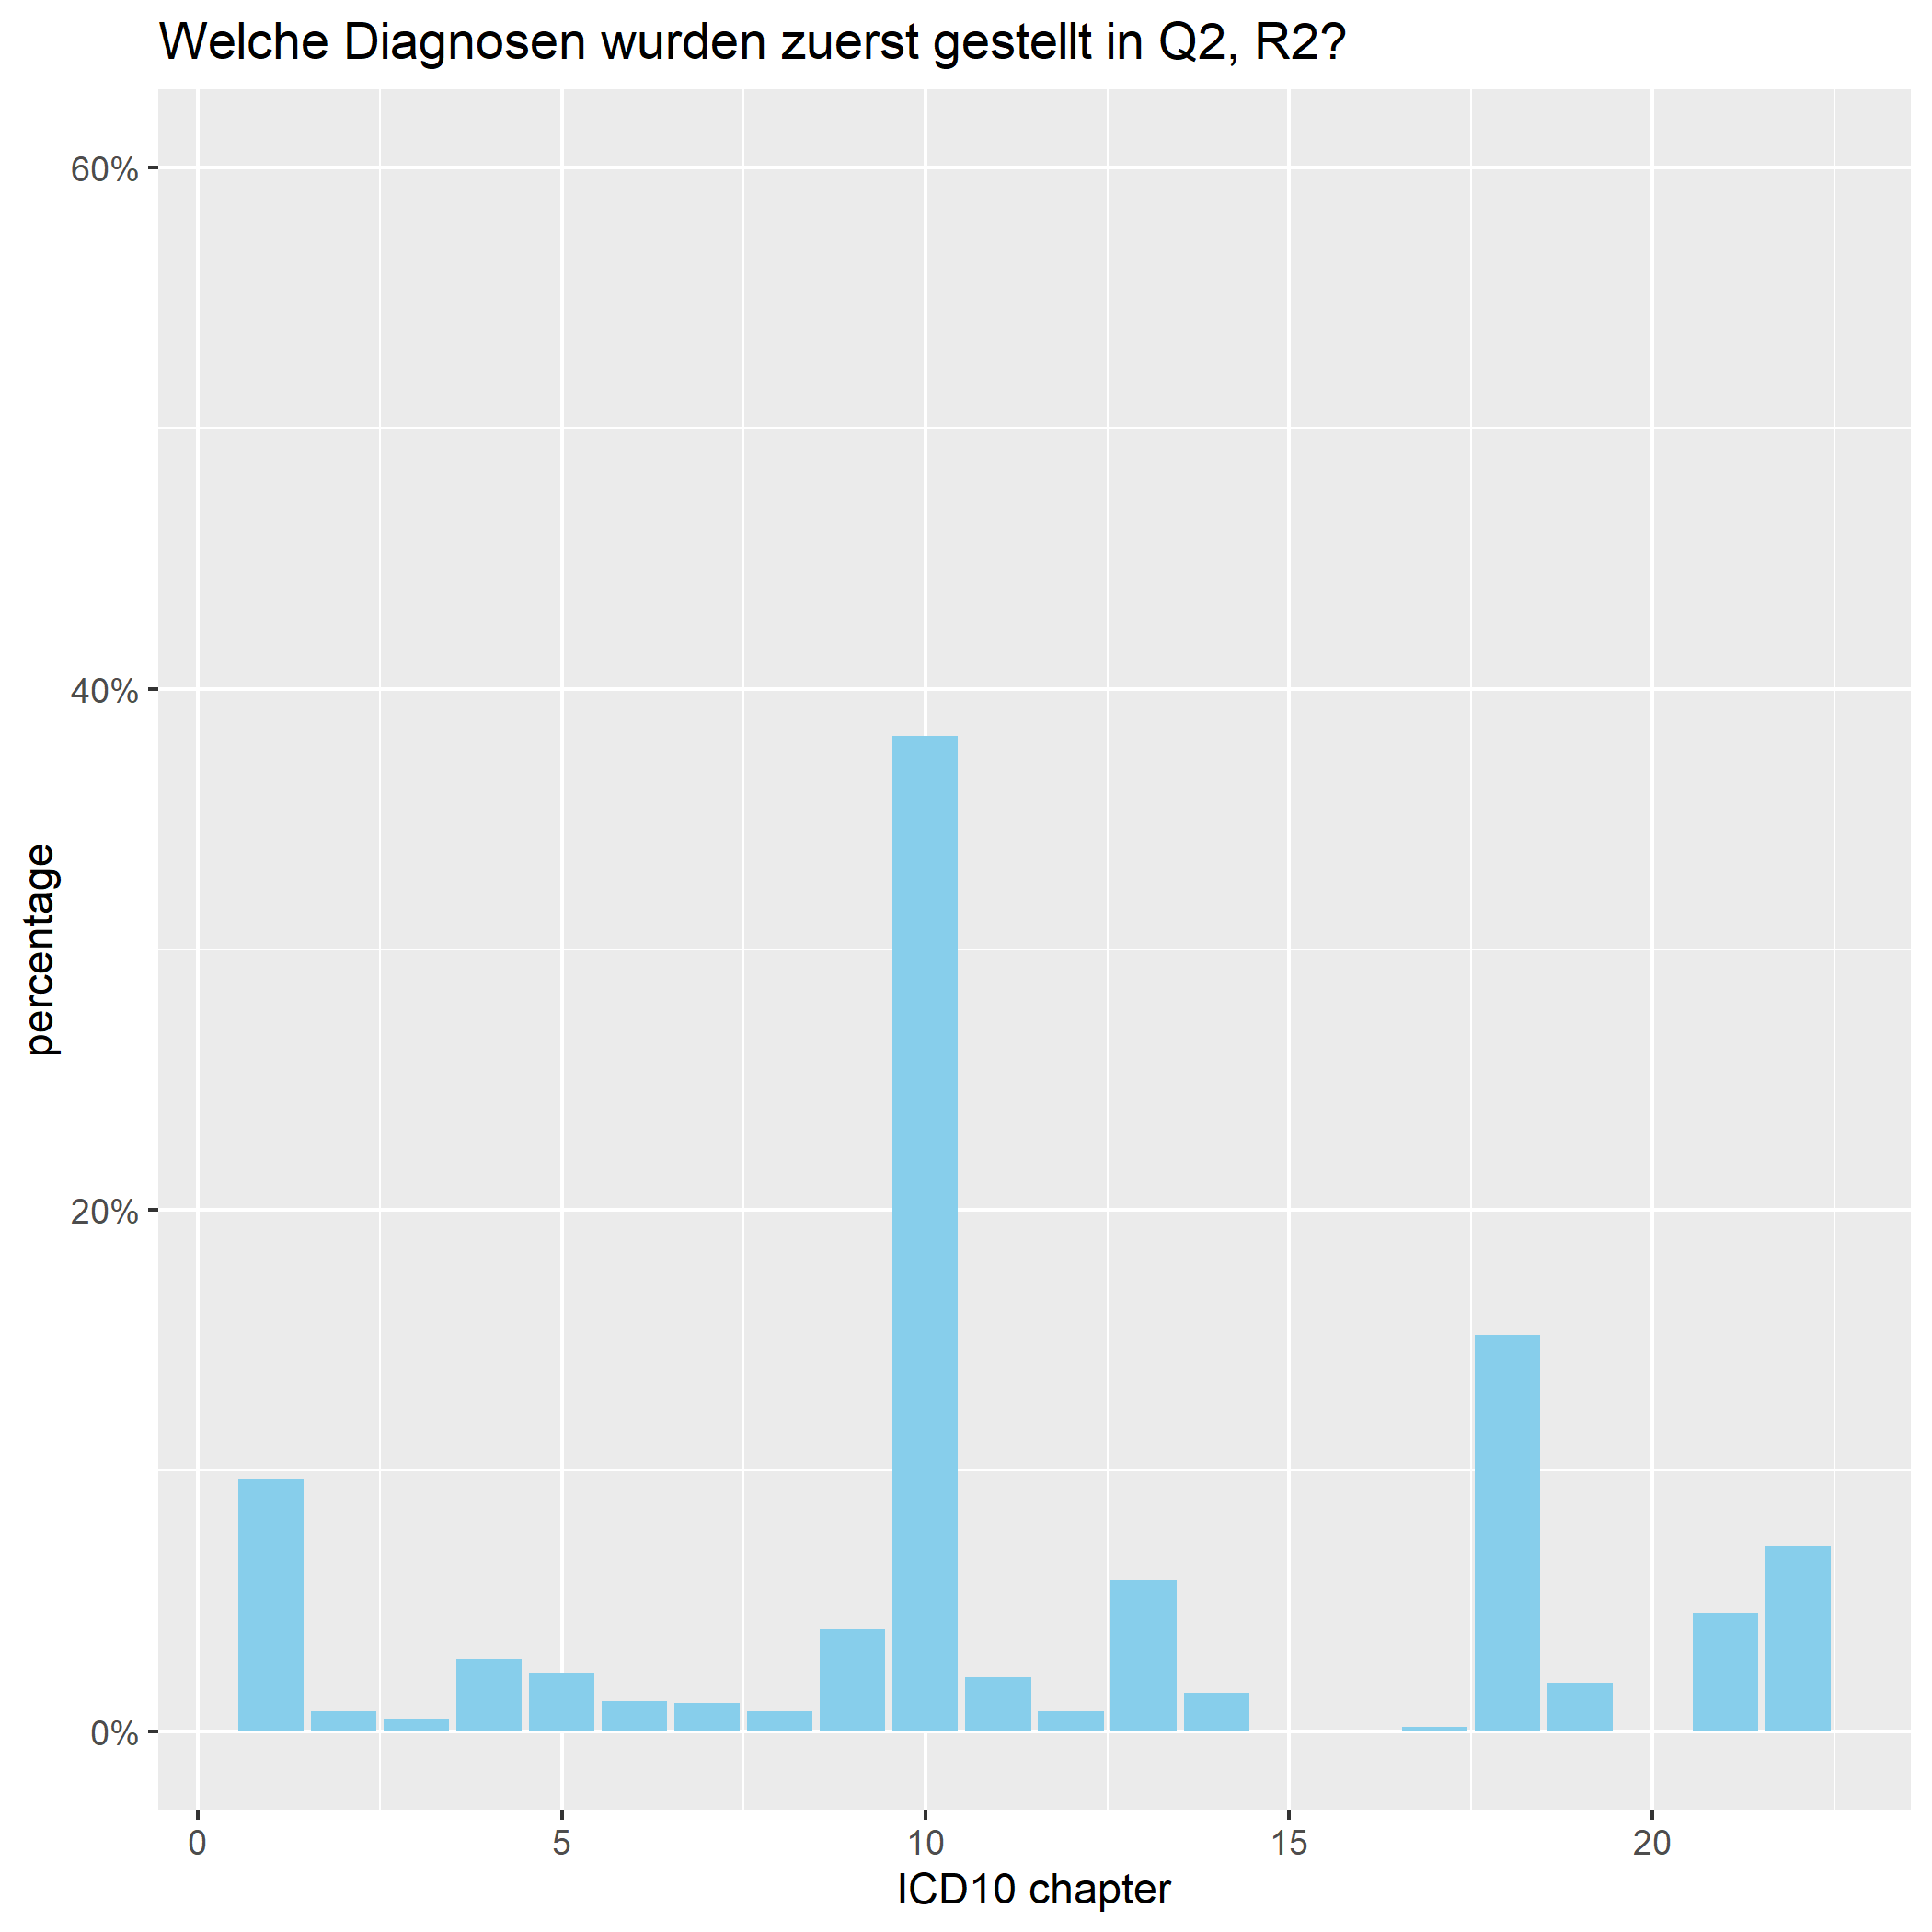 Welche Diagnosen wurden zuerst gestellt in Q2, R2?
60%
40%
20%
0%
percentage
0 5 10 15 20
ICD10 chapter